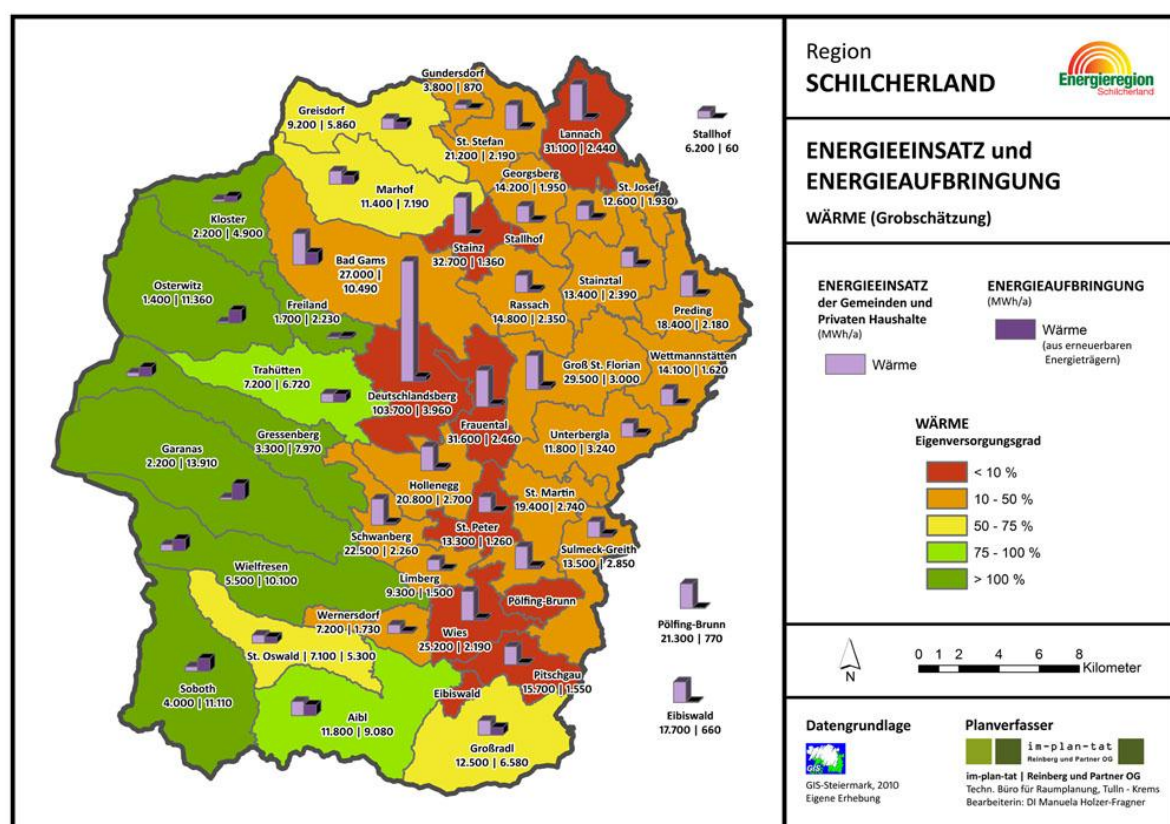 Gundersdorf
3.800 | 870
Greisdorf
9.200 | 5.860
St. Stefan
21.200 | 2.190
Lannach
31.100 | 2.440
Stallhof
6.200 | 60
Georgsberg
14.200 | 1.950
St. Josef
12.600 | 1.930
Marhof
11.400 | 7.190
Kloster
2.200 | 4.900
Stainz
32.700 | 1.360
Stallhof
Bad Gams
27.000 |
10.490
Stainztal
13.400 | 2.390
Osterwitz
1.400 | 11.360
Freiland
1.700 | 2.230
Rassach
14.800 | 2.350
Preding
18.400 | 2.180
Wettmannstätten
14.100 | 1.620
Groß St. Florian
29.500 | 3.000
Trahütten
7.200 | 6.720
Deutschlandsberg
103.700 | 3.960
Frauental
31.600 | 2.460
Unterbergla
11.800 | 3.240
Gressenberg
3.300 | 7.970
Garanas
2.200 | 13.910
Hollenegg
20.800 | 2.700
St. Martin
19.400 | 2.740
Schwanberg
22.500 | 2.260
St. Peter
13.300 | 1.260
Sulmeck-Greith
13.500 | 2.850
Wielfresen
5.500 | 10.100
Limberg
9.300 | 1.500
Pölfing-Brunn
Wernersdorf
7.200 | 1.730
Wies
25.200 | 2.190
Pölfing-Brunn
21.300 | 770
St. Oswald | 7.100 | 5.300
Soboth
4.000 | 11.110
Pitschgau
15.700 | 1.550
Eibiswald
Aibl
11.800 | 9.080
Eibiswald
17.700 | 660
Großradl
12.500 | 6.580
Region
SCHILCHERLAND
Energieregion
Schilcherland
ENERGIEEINSATZ und
ENERGIEAUFBRINGUNG
WÄRME (Grobschätzung)
ENERGIEEINSATZ
der Gemeinden und
Privaten Haushalte
(MWh/a)
Wärme
ENERGIEAUFBRINGUNG
(MWh/a)
Wärme
(aus erneuerbaren
Energieträgern)
WÄRME
Eigenversorgungsgrad
< 10 %
10 - 50 %
50 - 75 %
75 - 100 %
> 100 %
N
0 1 2 4 6 8
Kilometer
Datengrundlage
GIS
GIS-Steiermark, 2010
Eigene Erhebung
Planverfasser
im-plan-tat
Reinberg und Partner OG
im-plan-tat | Reinberg und Partner OG
Techn. Büro für Raumplanung, Tulln - Krems
Bearbeiterin: DI Manuela Holzer-Fragner